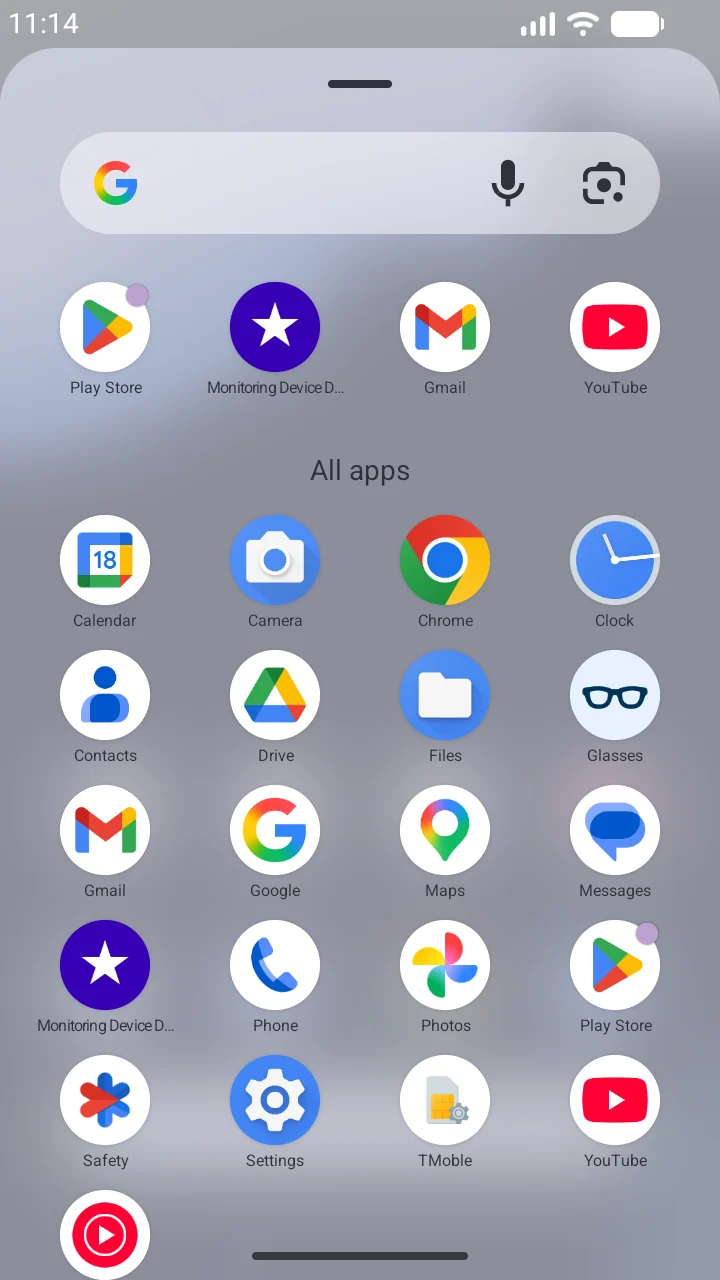 11:14
Play Store
Monitoring Device D...
Gmail
YouTube
All apps
18
Calendar
Camera
Chrome
Clock
Contacts
Drive
Files
Glasses
Gmail
Google
Maps
Messages
Monitoring Device D...
Phone
Photos
Play Store
Safety
Settings
TMoble
YouTube